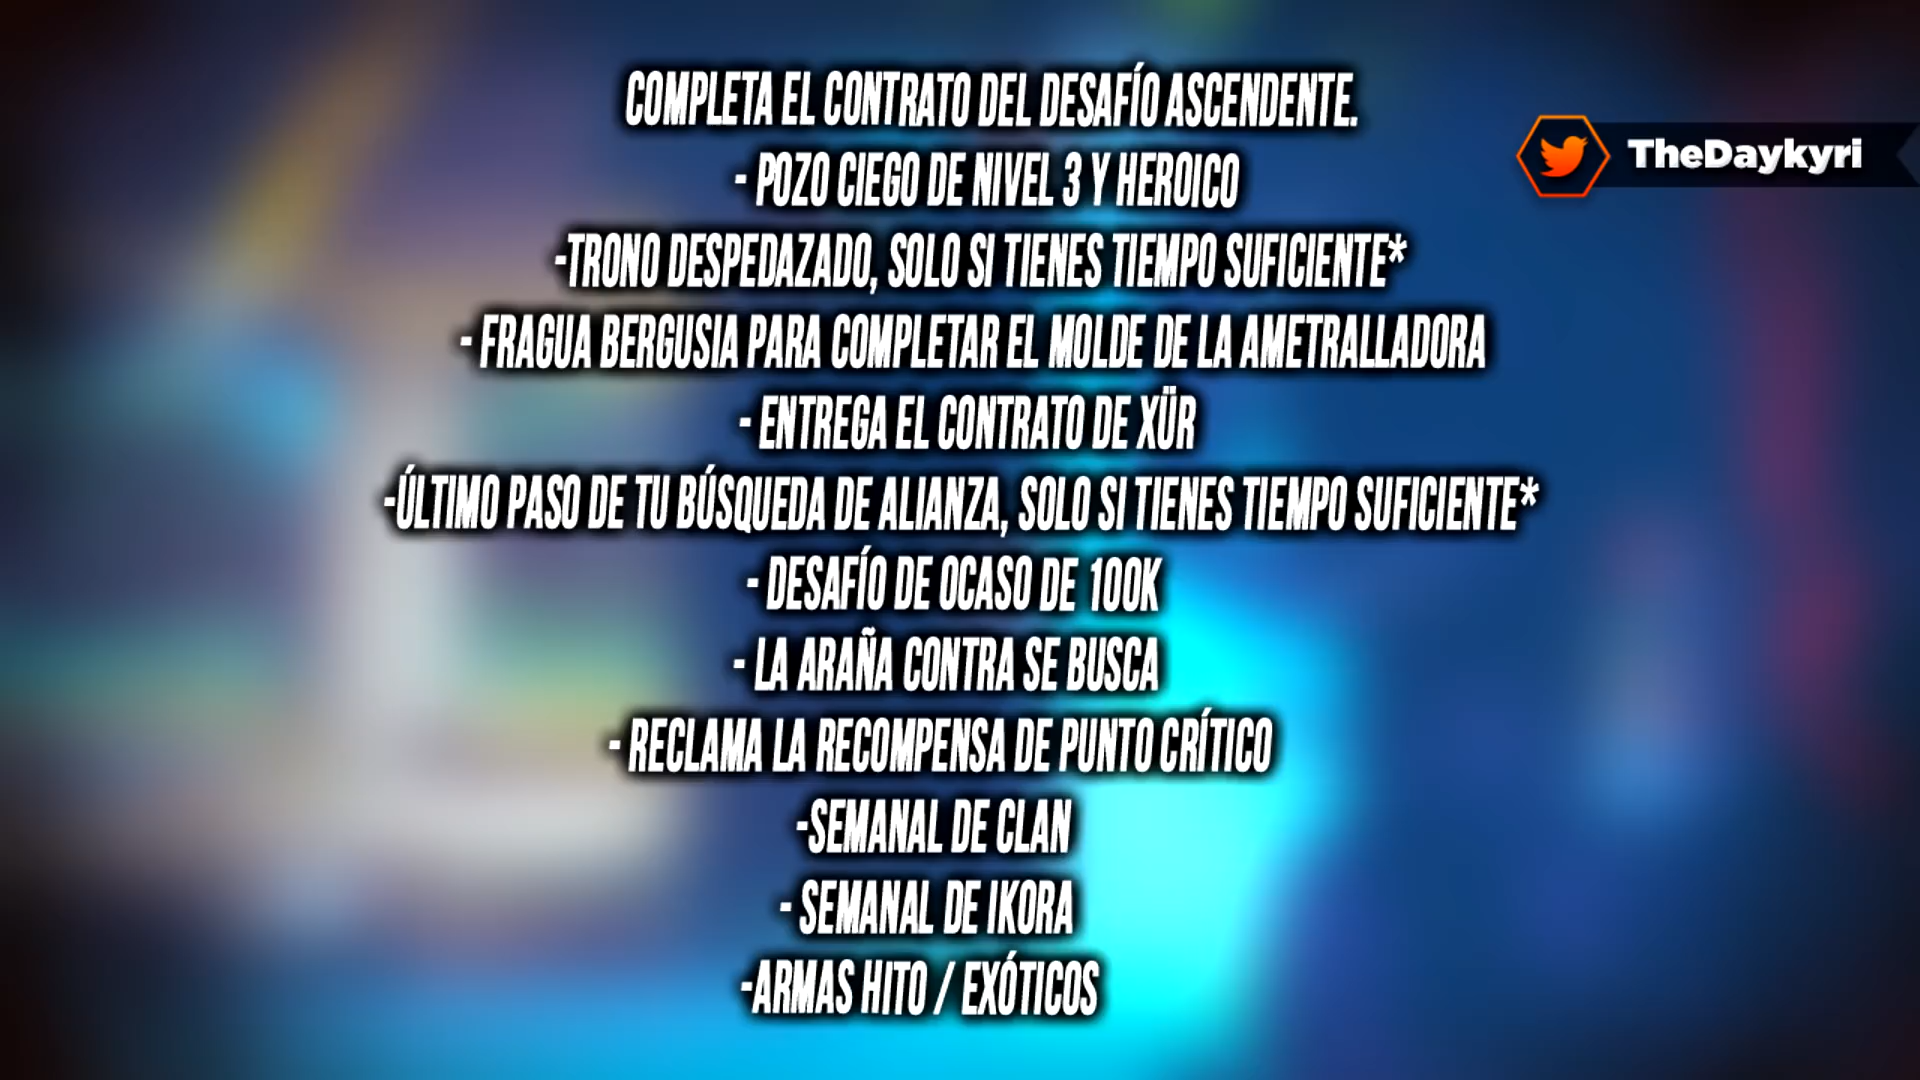 COMPLETA EL CONTRATO DEL DESAFÍO ASCENDENTE.
- POZO CIEGO DE NIVEL 3 Y HEROICO
-TRONO DESPEDAZADO, SOLO SI TIENES TIEMPO SUFICIENTE*
- FRAGUA BERGUSIA PARA COMPLETAR EL MOLDE DE LA AMETRALLADORA
- ENTREGA EL CONTRATO DE XÜR
-ÚLTIMO PASO DE TU BÚSQUEDA DE ALIANZA, SOLO SI TIENES TIEMPO SUFICIENTE*
- DESAFÍO DE OCASO DE 100K
- LA ARAÑA CONTRA SE BUSCA
- RECLAMA LA RECOMPENSA DE PUNTO CRÍTICO
-SEMANAL DE CLAN
- SEMANAL DE IKORA
-ARMAS HITO / EXÓTICOS
TheDaykyri